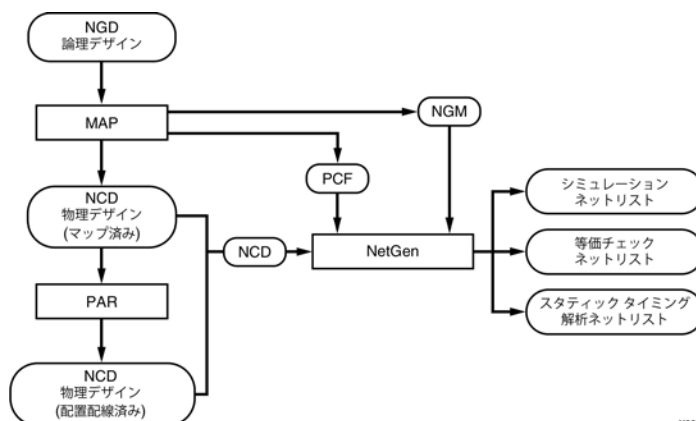 NGD
論理デザイン
MAP
NGM
PCF
NCD
物理デザイン
(マップ済み)
NCD
NetGen
シミュレーション
ネットリスト
等価チェック
ネットリスト
スタティック タイミング
解析ネットリスト
PAR
NCD
物理デザイン
(配置配線済み)